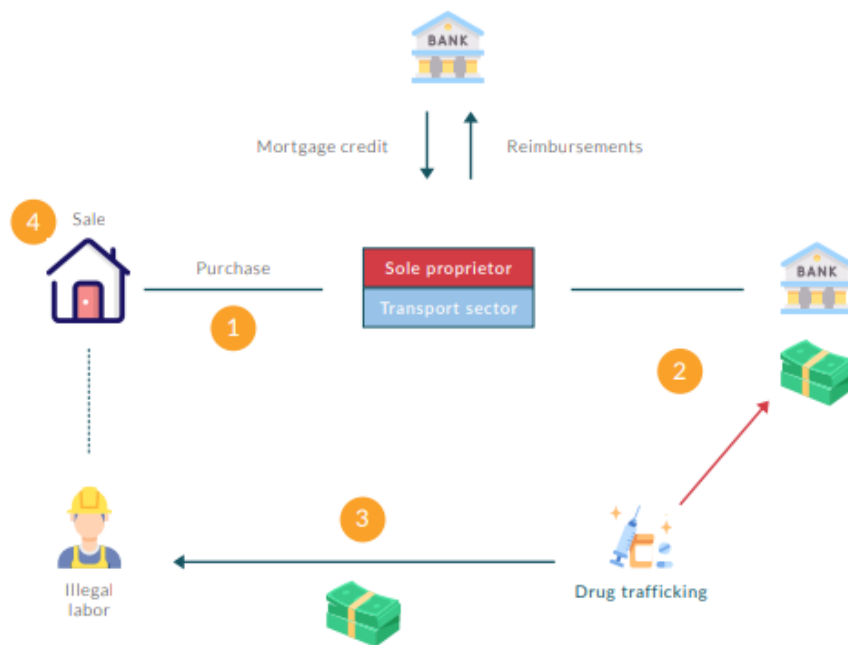 BANK
Mortgage credit
Reimbursements
4
Sale
Purchase
1
Sole proprietor
Transport sector
BANK
2
3
Illegal
labor
Drug trafficking